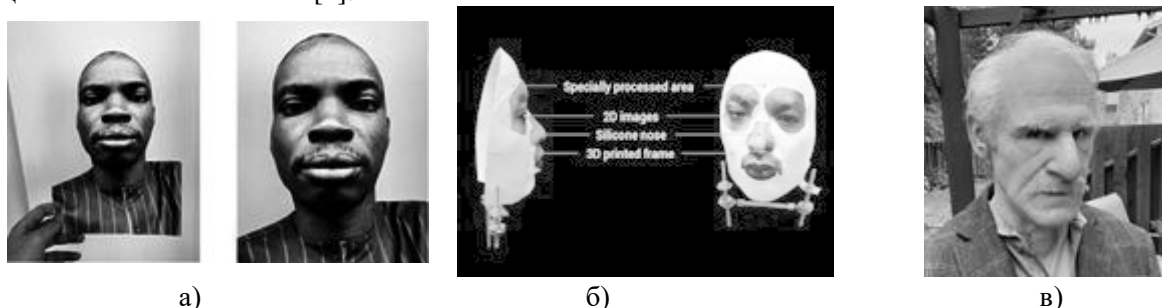 Specially processed area
2D images
Silicone nose
3D printed frame
а)
б)
в)